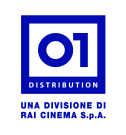 01
DISTRIBUTION
UNA DIVISIONE DI
RAI CINEMA S.p.A.